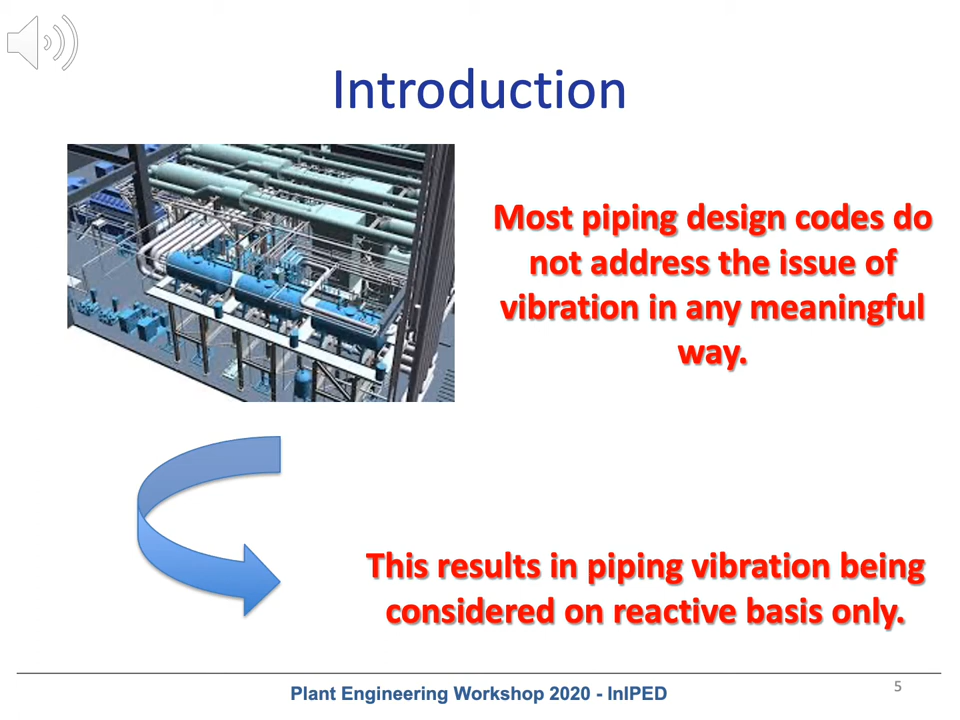 Introduction
Most piping design codes do
not address the issue of
vibration in any meaningful
way.
This results in piping vibration being
considered on reactive basis only.
Plant Engineering Workshop 2020 - InIPED
5